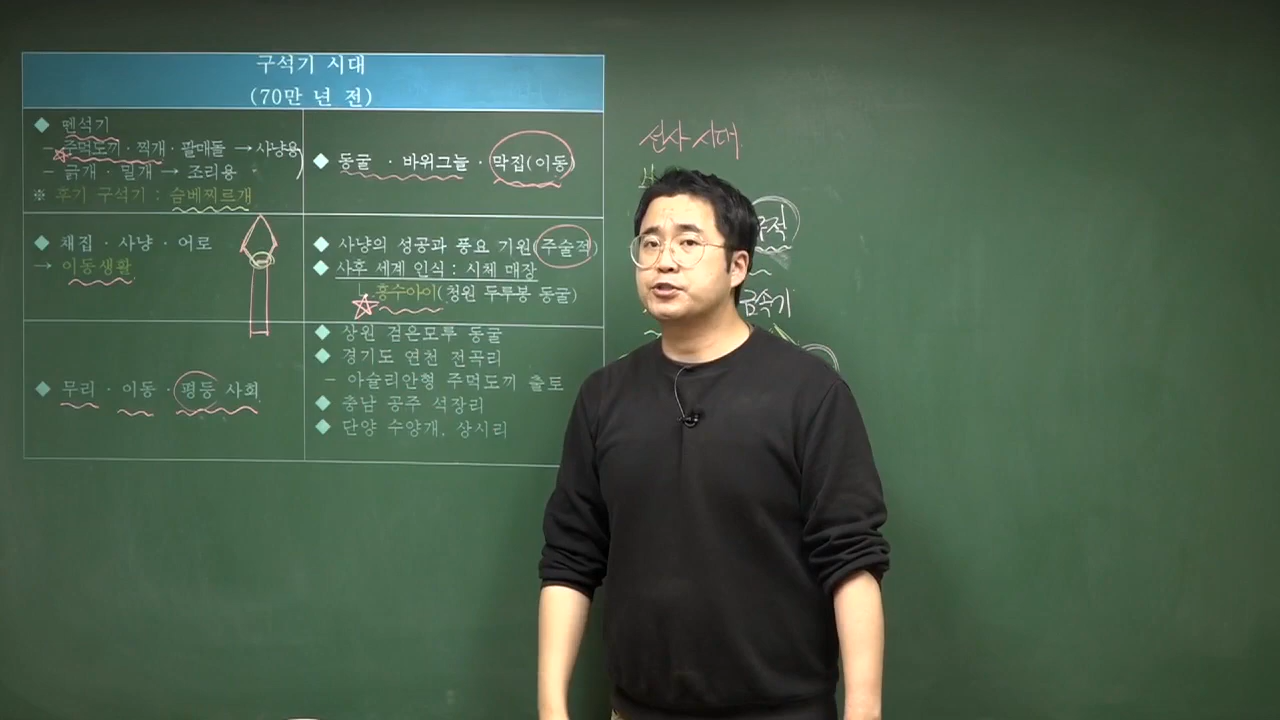 구석기 시대
(70만 년 전)
◆ 뗀석기
- 주먹도끼 · 찍개 · 팔매돌 → 사냥용
- 긁개 · 밀개 → 조리용
※ 후기 구석기 : 슴베찌르개
◆ 동굴 · 바위그늘 · 막집(이동)
◆ 채집 · 사냥 · 어로
→ 이동생활
◆ 사냥의 성공과 풍요 기원(주술적)
◆ 사후 세계 인식 : 시체 매장
└ 흥수아이(청원 두루봉 동굴)
◆ 무리 · 이동 · 평등 사회
◆ 상원 검은모루 동굴
◆ 경기도 연천 전곡리
- 아슐리안형 주먹도끼 출토
◆ 충남 공주 석장리
◆ 단양 수양개, 상시리
선사 시대
금속기